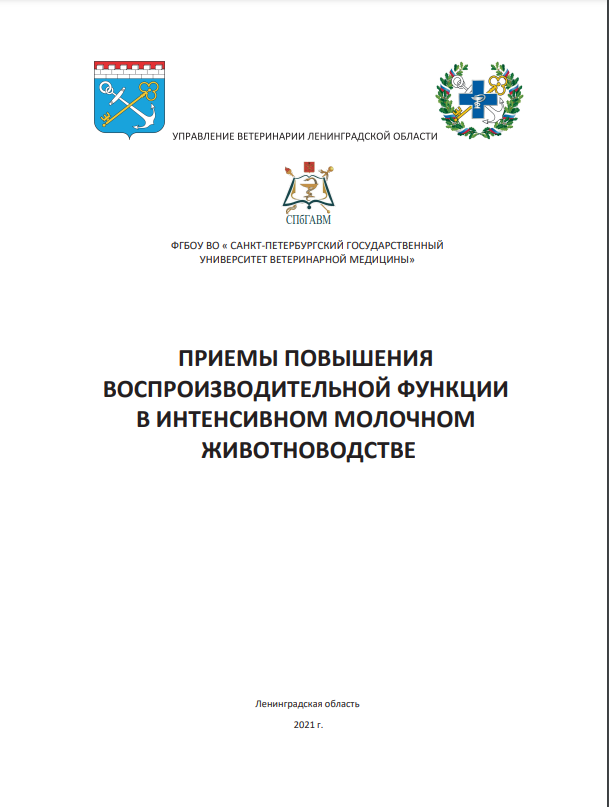 УПРАВЛЕНИЕ ВЕТЕРИНАРИИ ЛЕНИНГРАДСКОЙ ОБЛАСТИ
СПбГАВМ
ФГБОУ ВО « САНКТ-ПЕТЕРБУРГСКИЙ ГОСУДАРСТВЕННЫЙ
УНИВЕРСИТЕТ ВЕТЕРИНАРНОЙ МЕДИЦИНЫ»
ПРИЕМЫ ПОВЫШЕНИЯ
ВОСПРОИЗВОДИТЕЛЬНОЙ ФУНКЦИИ
В ИНТЕНСИВНОМ МОЛОЧНОМ
ЖИВОТНОВОДСТВЕ
Ленинградская область
2021 г.